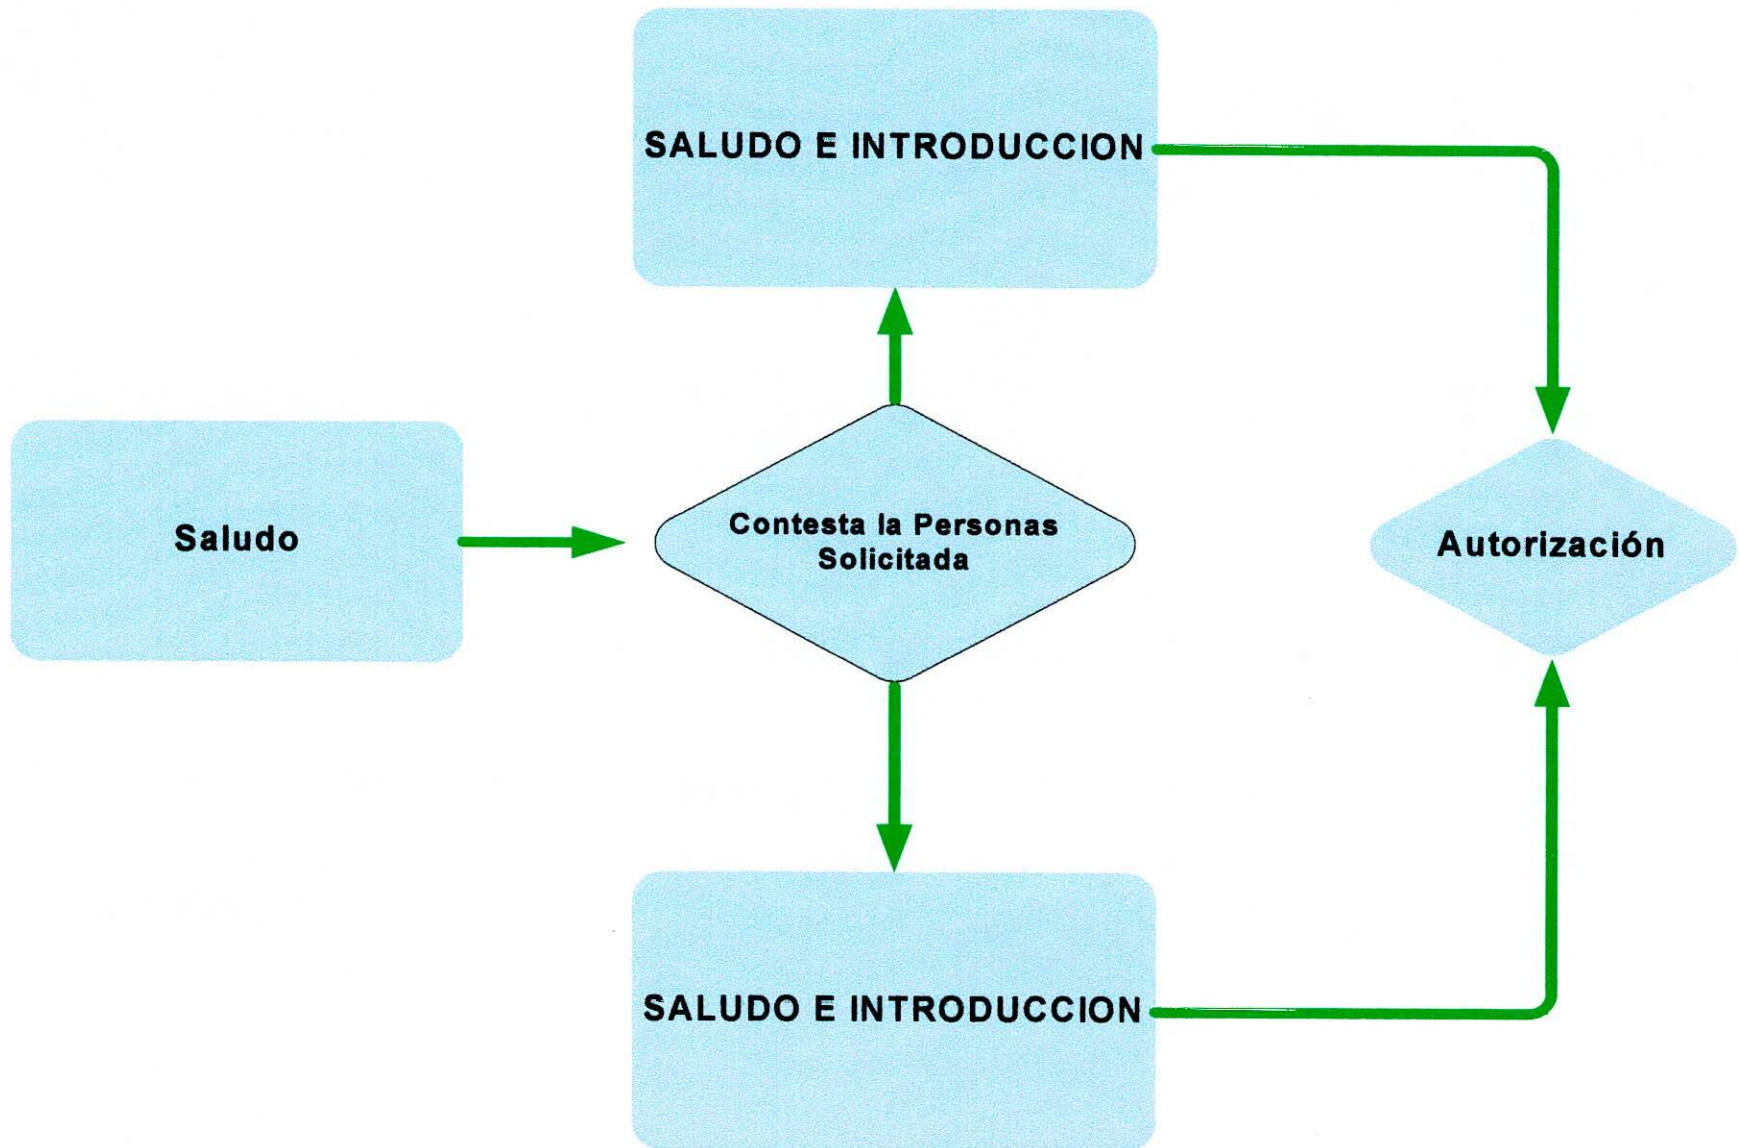 SALUDO E INTRODUCCION
Saludo
Contesta la Personas
Solicitada
Autorización
SALUDO E INTRODUCCION